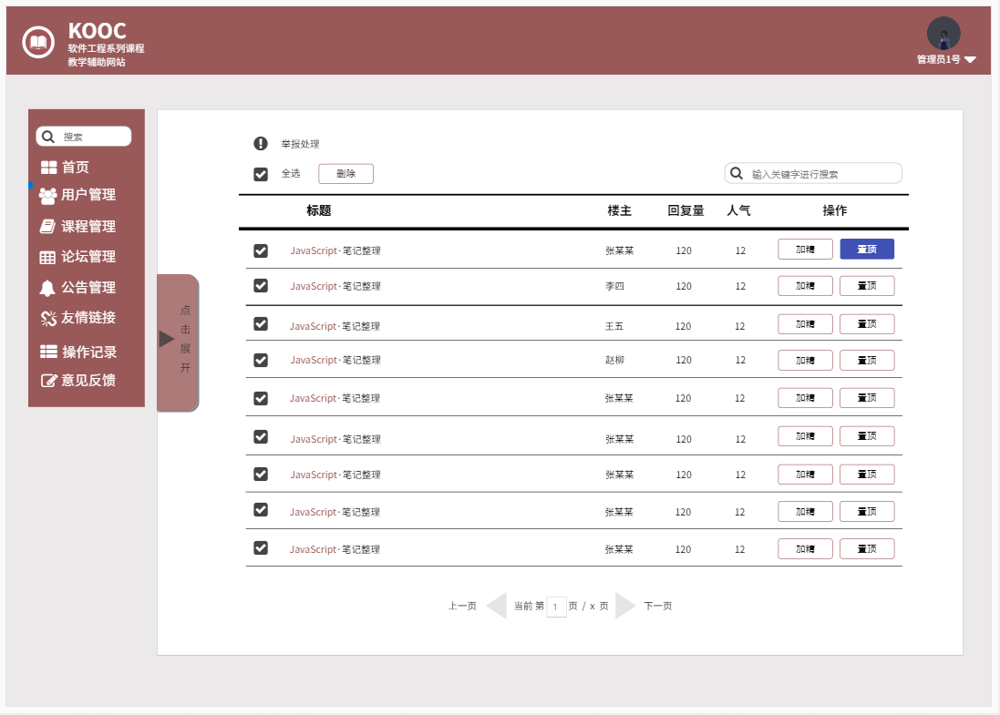 KOOC
软件工程系列课程
教学辅助网站
管理员1号
搜索
首页
用户管理
课程管理
论坛管理
公告管理
友情链接
操作记录
意见反馈
点击展开
举报处理
全选 删除 输入关键字进行搜索
标题 楼主 回复量 人气 操作
JavaScript·笔记整理 张某某 120 12 加精 置顶
JavaScript·笔记整理 李四 120 12 加精 置顶
JavaScript·笔记整理 王五 120 12 加精 置顶
JavaScript·笔记整理 赵柳 120 12 加精 置顶
JavaScript·笔记整理 张某某 120 12 加精 置顶
JavaScript·笔记整理 张某某 120 12 加精 置顶
JavaScript·笔记整理 张某某 120 12 加精 置顶
JavaScript·笔记整理 张某某 120 12 加精 置顶
JavaScript·笔记整理 张某某 120 12 加精 置顶
上一页 当前 第 1 页 / x 页 下一页